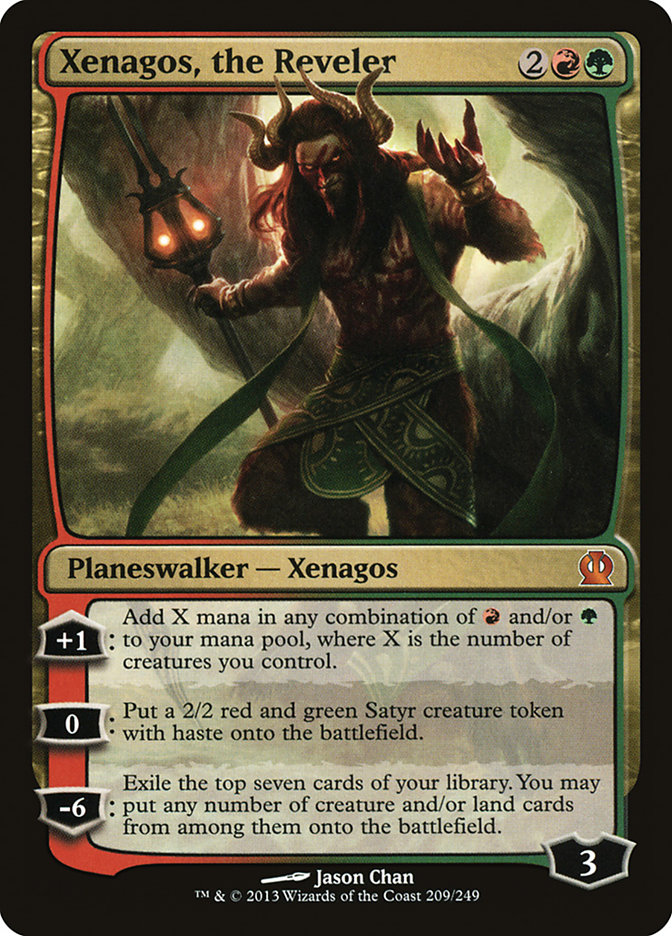 Xenagos, the Reveler 2
Planeswalker — Xenagos
+1: Add X mana in any combination of and/or
to your mana pool, where X is the number of
creatures you control.
0: Put a 2/2 red and green Satyr creature token
with haste onto the battlefield.
-6: Exile the top seven cards of your library. You may
put any number of creature and/or land cards
from among them onto the battlefield.
3
Jason Chan
™ & © 2013 Wizards of the Coast 209/249